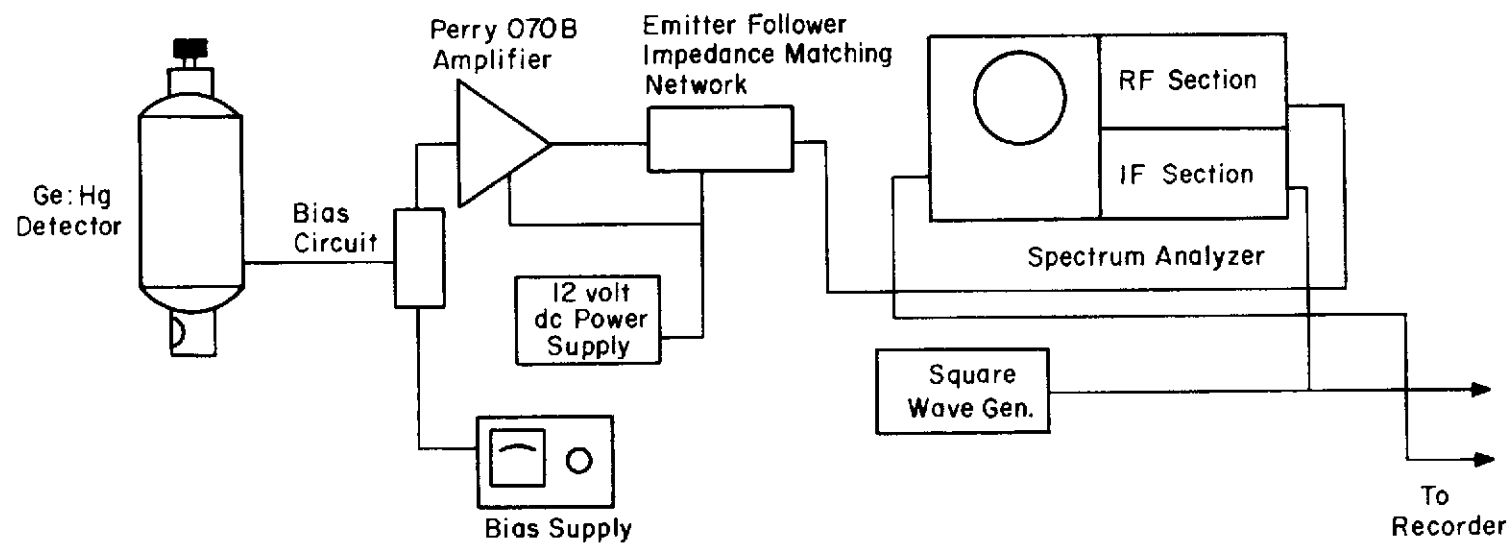 Perry 070B
Amplifier
Emitter Follower
Impedance Matching
Network
RF Section
IF Section
Ge:Hg
Detector
Bias
Circuit
Spectrum Analyzer
12 volt
dc Power
Supply
Square
Wave Gen.
Bias Supply
To
Recorder